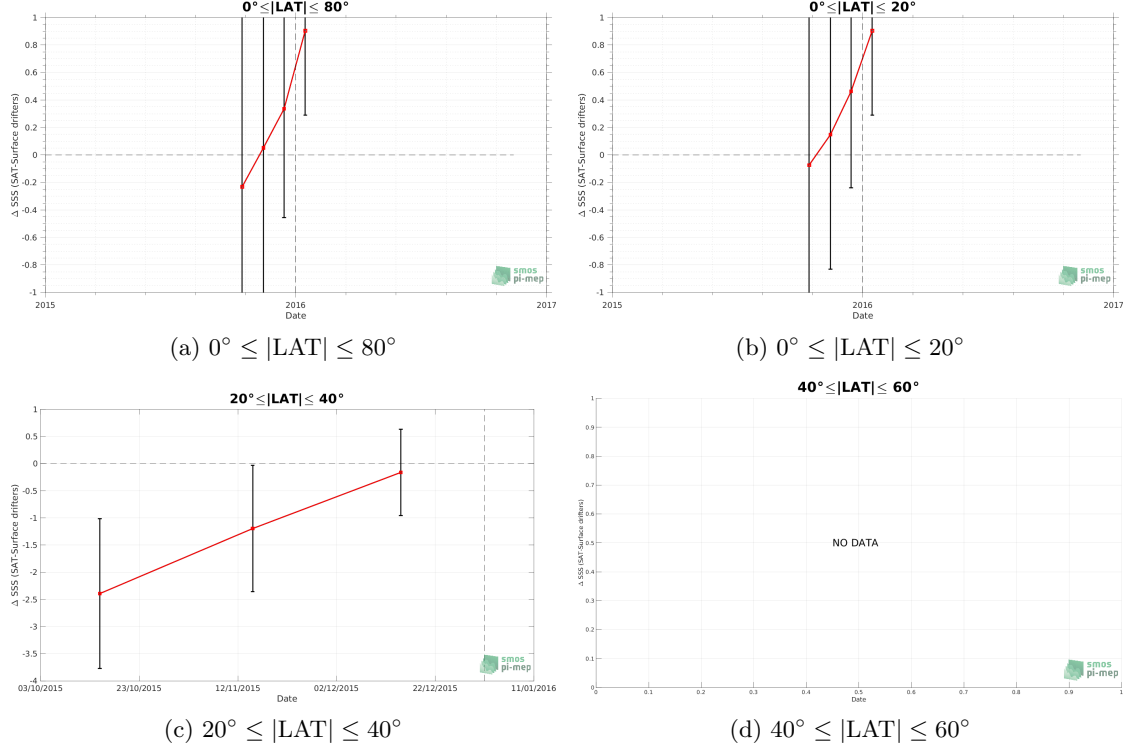 0°≤|LAT|≤ 80°
1
0.8
0.6
0.4
0.2
0
-0.2
-0.4
-0.6
-0.8
-1
Δ SSS (SAT-Surface drifters)
2015
2016
2017
Date
smos
pi-mep
(a) 0° ≤ |LAT| ≤ 80°
0°≤|LAT|≤ 20°
1
0.8
0.6
0.4
0.2
0
-0.2
-0.4
-0.6
-0.8
-1
Δ SSS (SAT-Surface drifters)
2015
2016
2017
Date
smos
pi-mep
(b) 0° ≤ |LAT| ≤ 20°
20°≤|LAT|≤ 40°
1
0.5
0
-0.5
-1
-1.5
-2
-2.5
-3
-3.5
-4
Δ SSS (SAT-Surface drifters)
03/10/2015
23/10/2015
12/11/2015
02/12/2015
22/12/2015
11/01/2016
Date
smos
pi-mep
(c) 20° ≤ |LAT| ≤ 40°
40°≤|LAT|≤ 60°
1
0.9
0.8
0.7
0.6
0.5
0.4
0.3
0.2
0.1
0
Δ SSS (SAT-Surface drifters)
NO DATA
0
0.1
0.2
0.3
0.4
0.5
0.6
0.7
0.8
0.9
1
Date
smos
pi-mep
(d) 40° ≤ |LAT| ≤ 60°